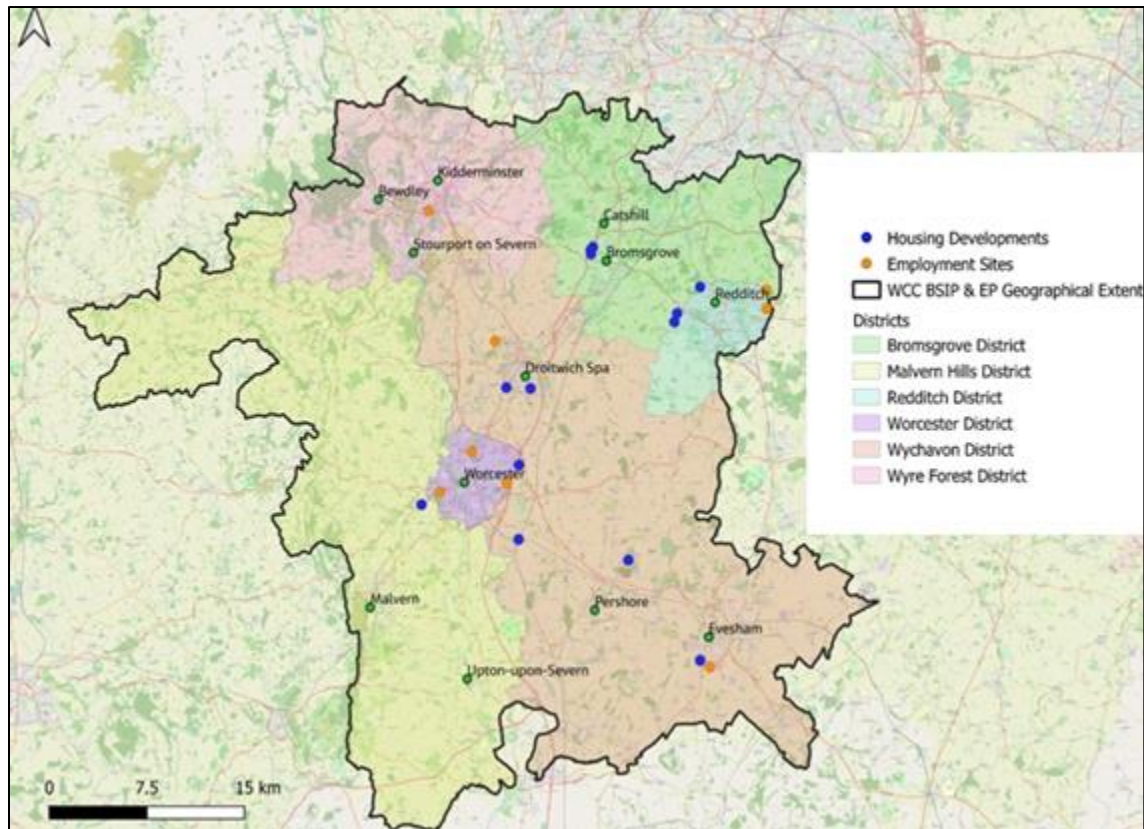 Kidderminster
Bewdley
Catshill
Stourport on Severn
Bromsgrove
Redditch
Droitwich Spa
Worcester
Malvern
Pershore
Evesham
Upton-upon-Severn
Housing Developments
Employment Sites
WCC BSIP & EP Geographical Extent
Districts
Bromsgrove District
Malvern Hills District
Redditch District
Worcester District
Wychavon District
Wyre Forest District
0 7.5 15 km